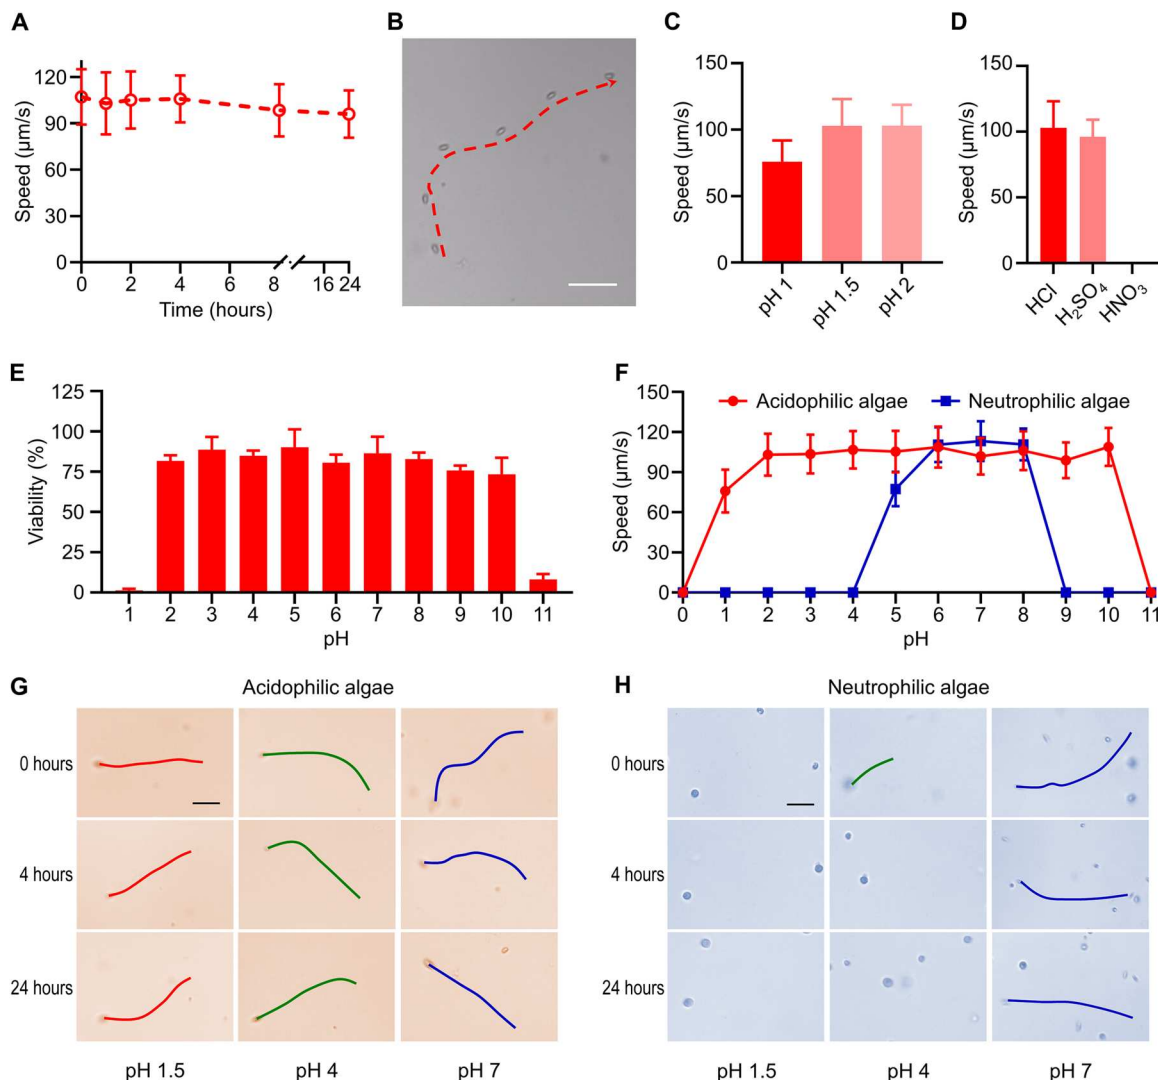 A
Speed (µm/s)
120
90
60
30
0
0 2 4 6 8 16 24
Time (hours)
B
C
Speed (µm/s)
150
100
50
0
pH 1
pH 1.5
pH 2
D
Speed (µm/s)
150
100
50
0
HCl
H₂SO₄
HNO₃
E
Viability (%)
125
100
75
50
25
0
1 2 3 4 5 6 7 8 9 10 11
pH
F
Acidophilic algae
Neutrophilic algae
Speed (µm/s)
150
120
90
60
30
0
0 1 2 3 4 5 6 7 8 9 10 11
pH
G
Acidophilic algae
0 hours
4 hours
24 hours
pH 1.5 pH 4 pH 7
H
Neutrophilic algae
0 hours
4 hours
24 hours
pH 1.5 pH 4 pH 7